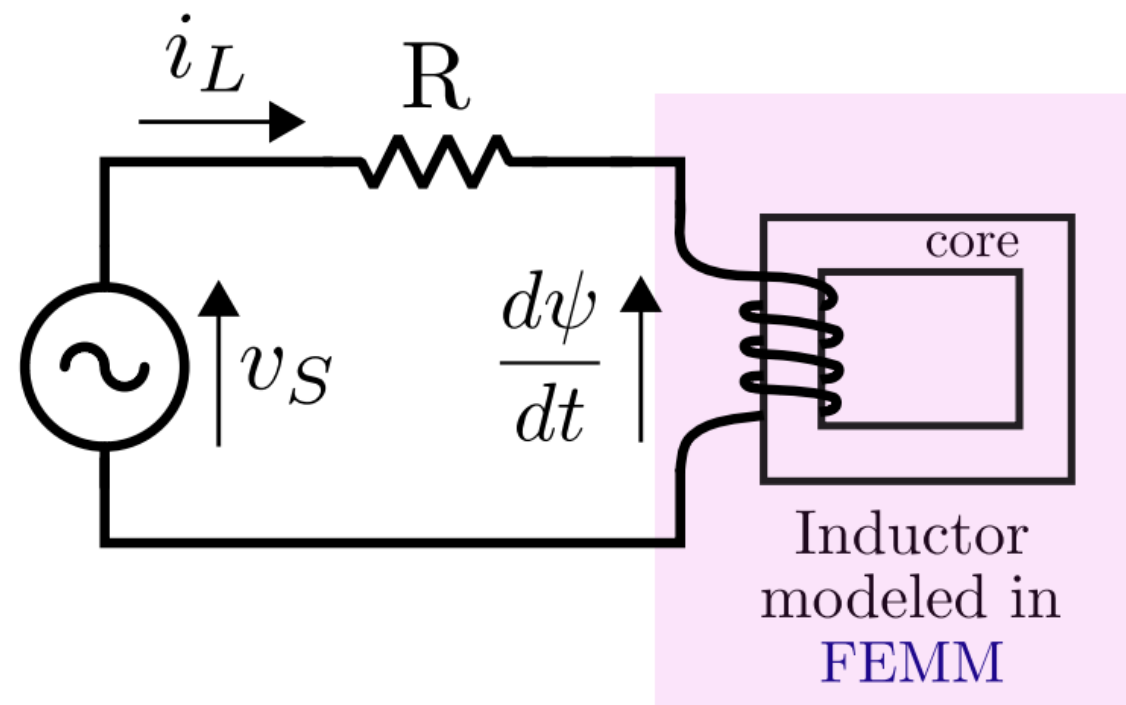 i_L
R
core
v_S
dψ
dt
Inductor
modeled in
FEMM